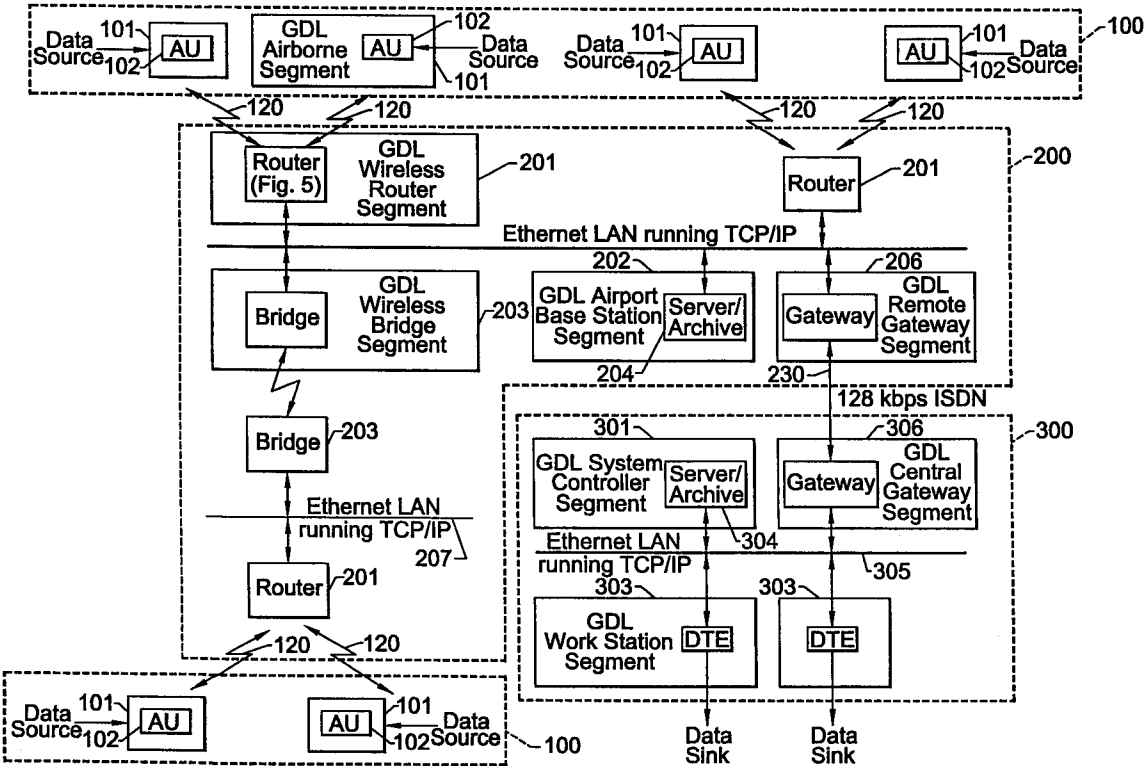 Data
Source
101
AU
102
GDL
Airborne
Segment
102
AU
101
Data
Source
Data
Source
101
AU
102
101
AU
102
Data
Source
100
120
120
120
120
Router
(Fig. 5)
GDL
Wireless
Router
Segment
201
Router
201
200
Ethernet LAN running TCP/IP
Bridge
GDL
Wireless
Bridge
Segment
203
202
GDL Airport
Base Station
Segment
Server/
Archive
204
206
Gateway
GDL
Remote
Gateway
Segment
230
128 kbps ISDN
Bridge
203
Ethernet LAN
running TCP/IP
207
Router
201
120
120
301
GDL System
Controller
Segment
Server/
Archive
304
306
Gateway
GDL
Central
Gateway
Segment
300
Ethernet LAN
running TCP/IP
305
303
GDL
Work Station
Segment
DTE
303
DTE
Data
Sink
Data
Sink
Data
Source
101
AU
102
101
AU
102
Data
Source
100